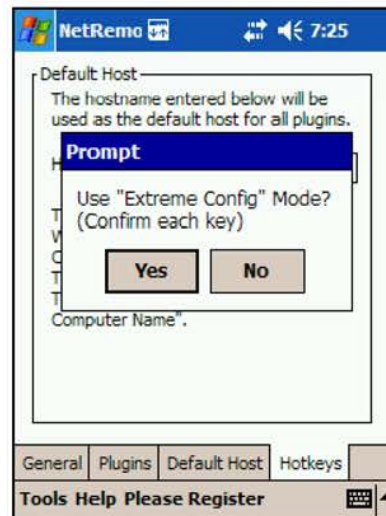 NetRemo 7:25
Default Host
The hostname entered below will be
used as the default host for all plugins.
H
Prompt
Use "Extreme Config" Mode?
(Confirm each key)
Yes No
T
W
C
T
T
Computer Name".
General Plugins Default Host Hotkeys
Tools Help Please Register